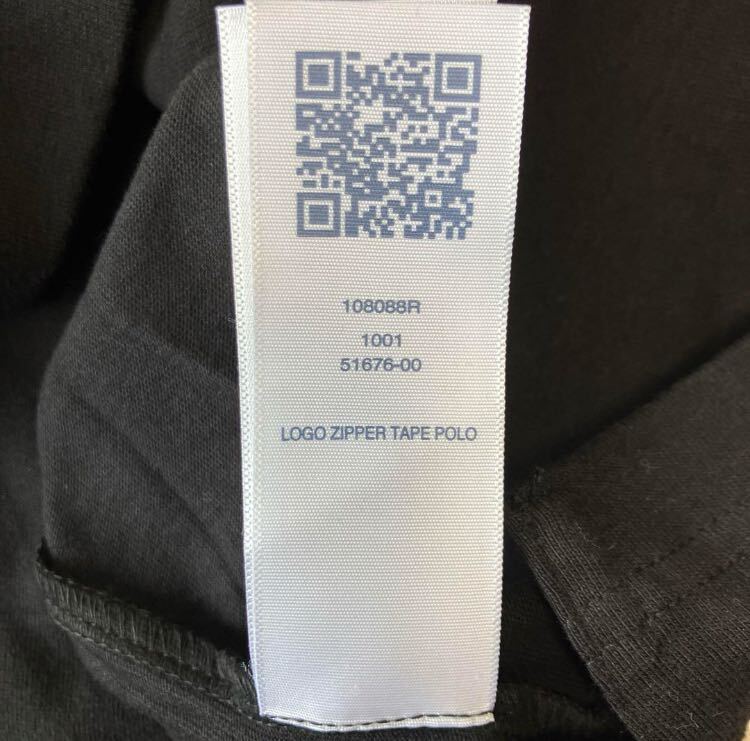 108088R
1001
51676-00
LOGO ZIPPER TAPE POLO